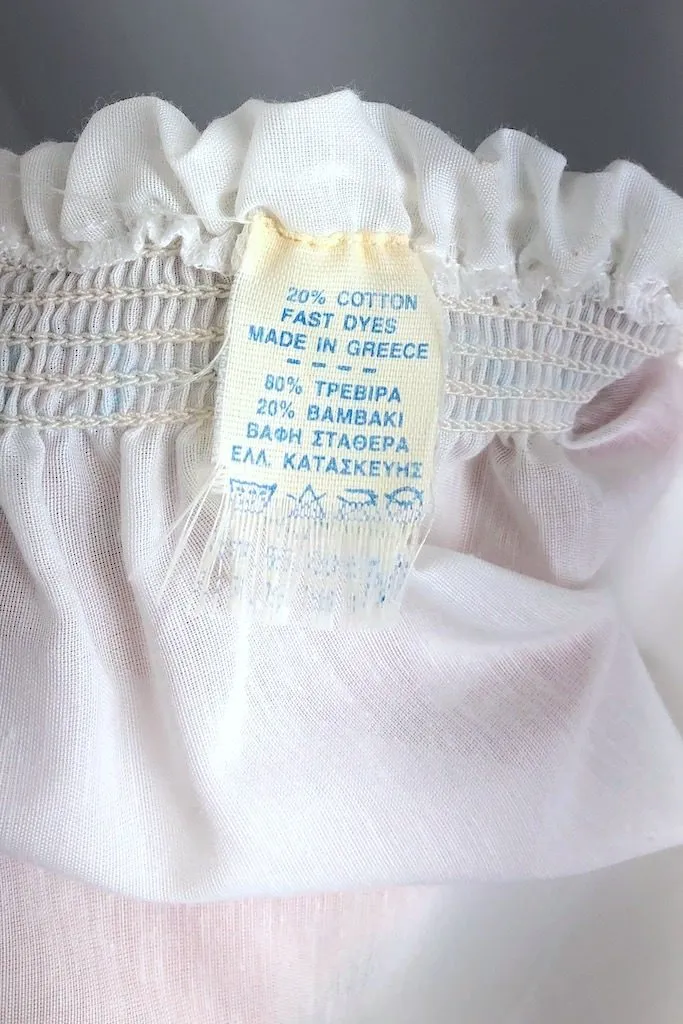 20% COTTON
FAST DYES
MADE IN GREECE
- - - -
80% ΤΡΕΒΙΡΑ
20% ΒΑΜΒΑΚΙ
ΒΑΦΗ ΣΤΑΘΕΡΑ
ΕΛΛ. ΚΑΤΑΣΚΕΥΗΣ